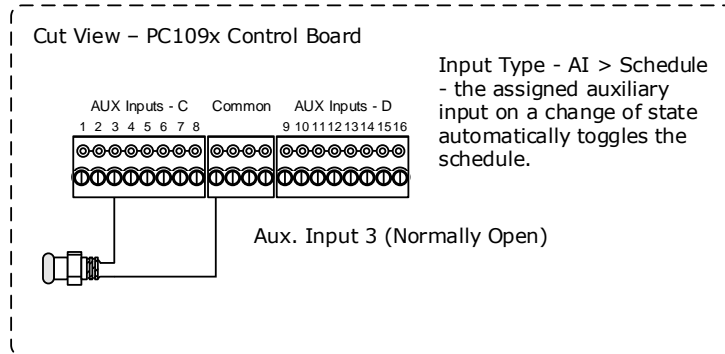 Cut View – PC109x Control Board
Input Type - AI > Schedule
- the assigned auxiliary
input on a change of state
automatically toggles the
schedule.
AUX Inputs - C Common AUX Inputs - D
1 2 3 4 5 6 7 8 9 10 11 12 13 14 15 16
Aux. Input 3 (Normally Open)